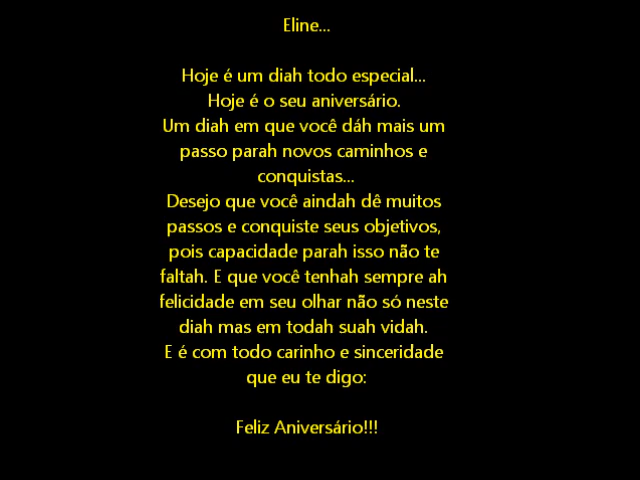 Eline...
Hoje é um diah todo especial...
Hoje é o seu aniversário.
Um diah em que você dáh mais um
passo parah novos caminhos e
conquistas...
Desejo que você aindah dê muitos
passos e conquiste seus objetivos,
pois capacidade parah isso não te
faltah. E que você tenhah sempre ah
felicidade em seu olhar não só neste
diah mas em todah suah vidah.
E é com todo carinho e sinceridade
que eu te digo:
Feliz Aniversário!!!